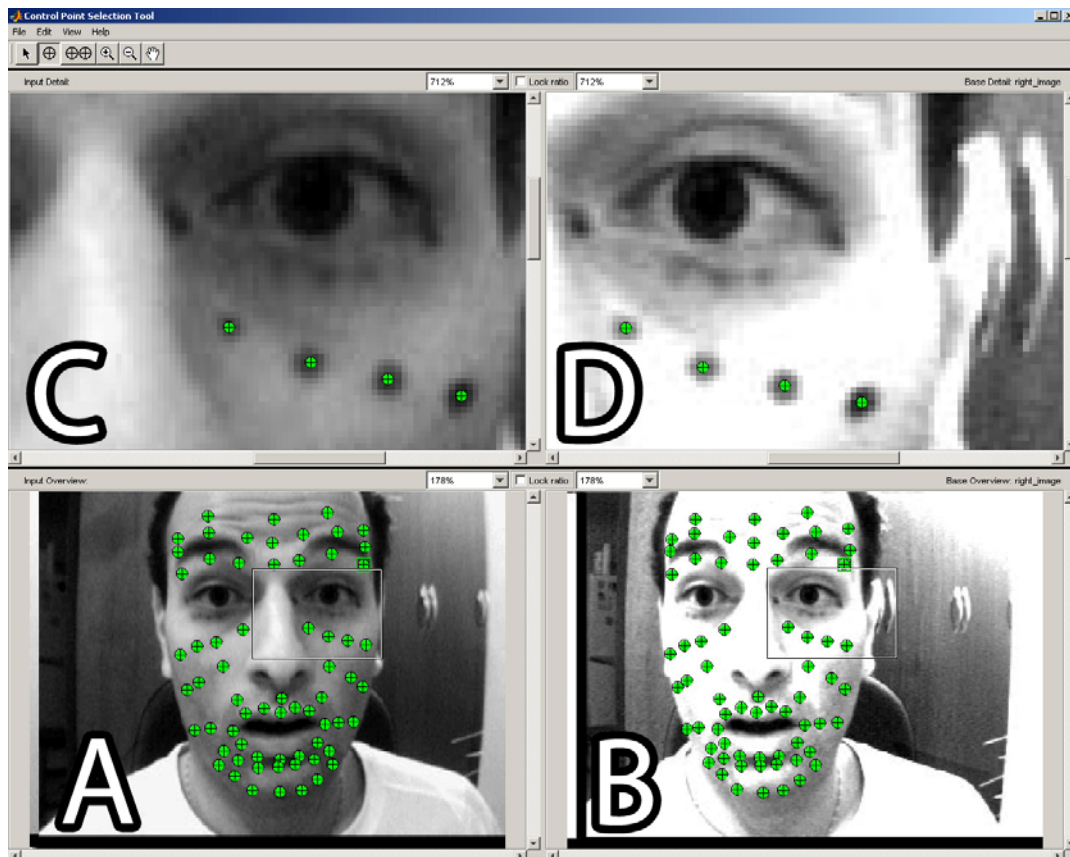 Control Point Selection Tool
File Edit View Help
Input Detail: 712% Lock ratio 712% Base Detail: right_image
C D
Input Overview: 178% Lock ratio 178% Base Overview: right_image
A B